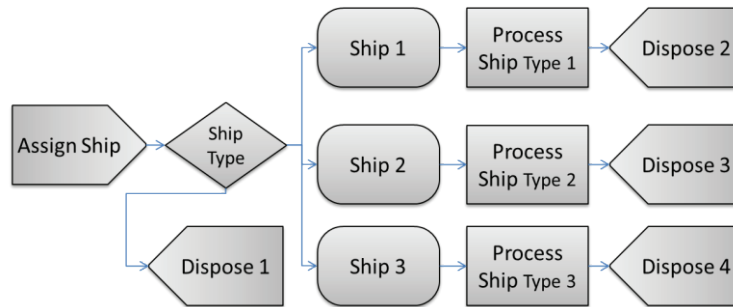 Ship 1
Process
Ship Type 1
Dispose 2
Assign Ship
Ship
Type
Ship 2
Process
Ship Type 2
Dispose 3
Dispose 1
Ship 3
Process
Ship Type 3
Dispose 4